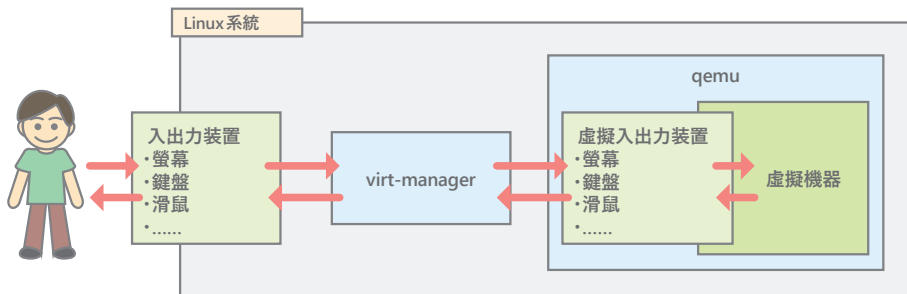 Linux系統
qemu
入出力裝置
·螢幕
·鍵盤
·滑鼠
·......
virt-manager
虛擬入出力裝置
·螢幕
·鍵盤
·滑鼠
·......
虛擬機器